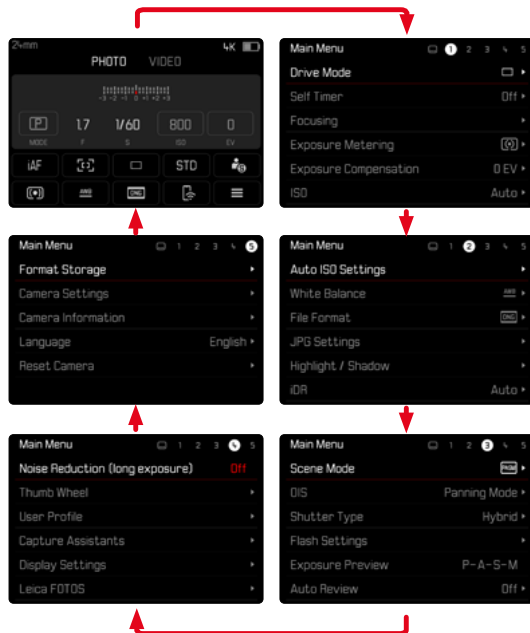 24mm 4K
PHOTO VIDEO
-3 -2 -1 0 +1 +2 +3
P 1.7 1/60 800 0
MODE F S ISO EV
iAF STD
AWB DNG
Main Menu 1 2 3 4 5
Drive Mode
Self Timer Off
Focusing
Exposure Metering
Exposure Compensation 0 EV
ISO Auto
Main Menu 1 2 3 4 5
Format Storage
Camera Settings
Camera Information
Language English
Reset Camera
Main Menu 1 2 3 4 5
Auto ISO Settings
White Balance AWB
File Format DNG
JPG Settings
Highlight / Shadow
iDR Auto
Main Menu 1 2 3 4 5
Noise Reduction (long exposure) Off
Thumb Wheel
User Profile
Capture Assistants
Display Settings
Leica FOTOS
Main Menu 1 2 3 4 5
Scene Mode PASM
OIS Panning Mode
Shutter Type Hybrid
Flash Settings
Exposure Preview P-A-S-M
Auto Review Off